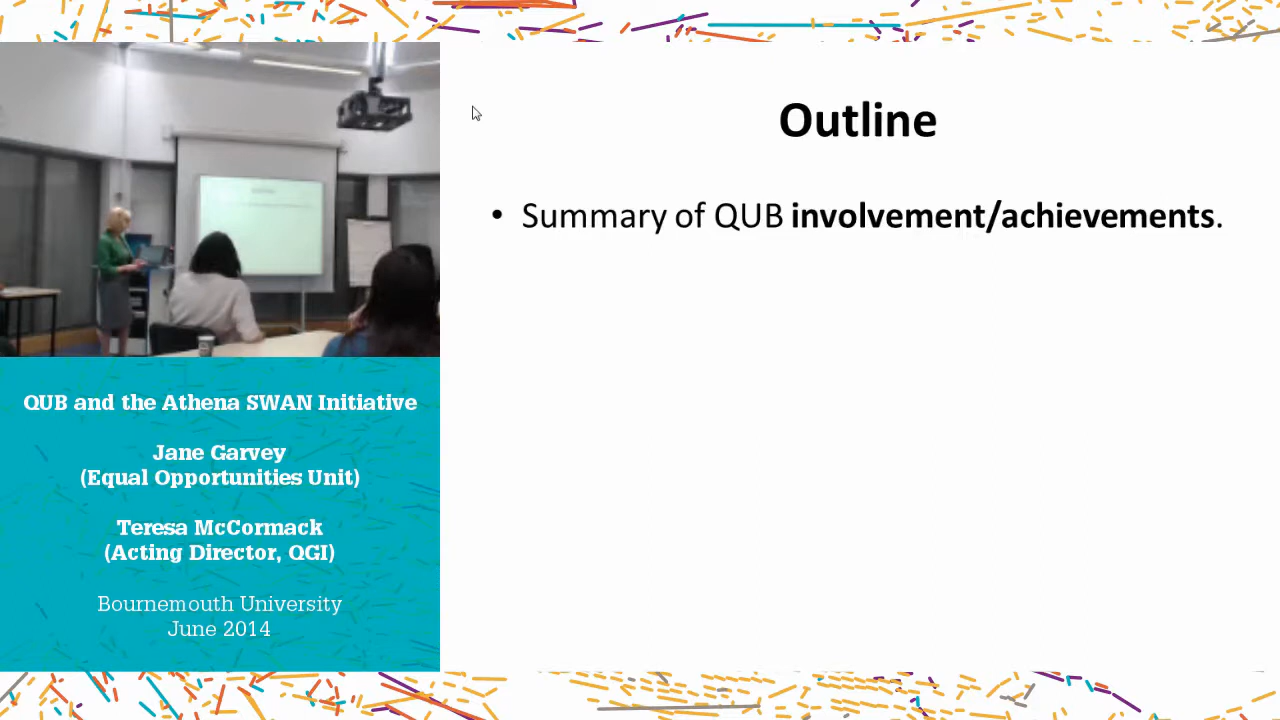 Outline
• Summary of QUB involvement/achievements.
QUB and the Athena SWAN Initiative
Jane Garvey
(Equal Opportunities Unit)
Teresa McCormack
(Acting Director, QGI)
Bournemouth University
June 2014